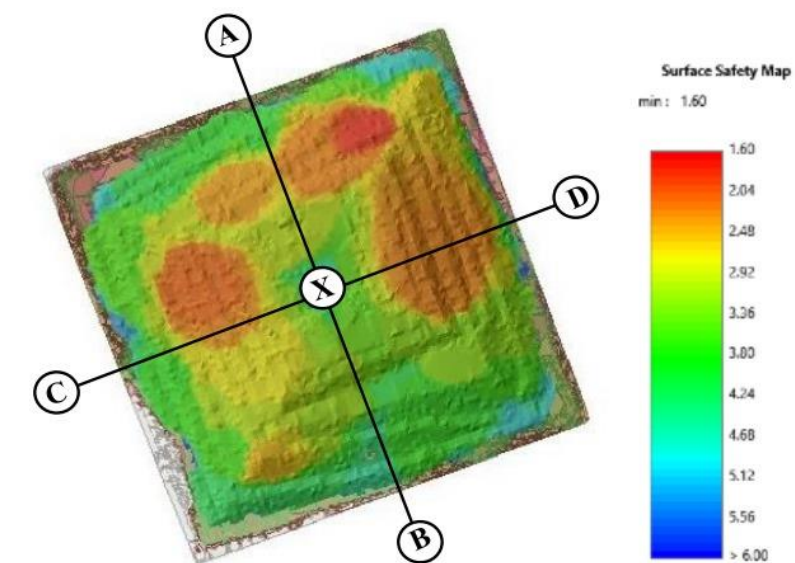 A
D
X
C
B
Surface Safety Map
min : 1.60
1.60
2.04
2.48
2.92
3.36
3.80
4.24
4.68
5.12
5.56
> 6.00